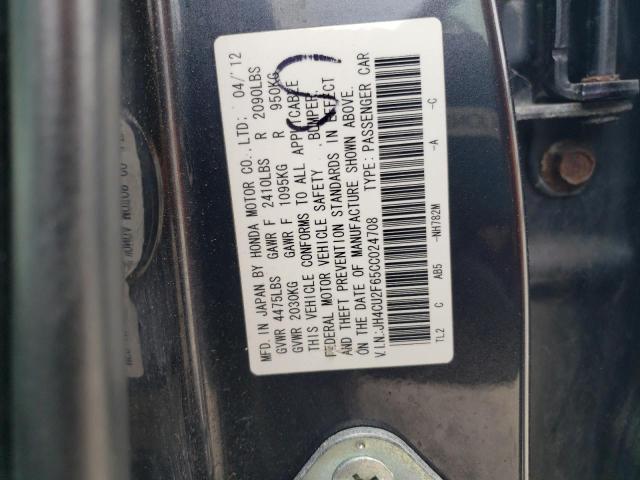 MFD. IN JAPAN BY HONDA MOTOR CO., LTD: 04/12
GVWR 4475LBS GAWR F 2410LBS R 2090LBS
GVWR 2030KG GAWR F 1095KG R 950KG
THIS VEHICLE CONFORMS TO ALL APPLICABLE
FEDERAL MOTOR VEHICLE SAFETY, BUMPER,
AND THEFT PREVENTION STANDARDS IN EFFECT
ON THE DATE OF MANUFACTURE SHOWN ABOVE.
V.I.N.:JH4CU2F65CC024708 TYPE: PASSENGER CAR
TL2 C AB5 -NH782M -A -C